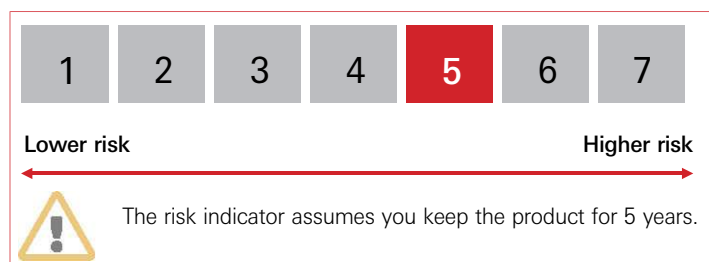 1 2 3 4 5 6 7
Lower risk Higher risk
The risk indicator assumes you keep the product for 5 years.